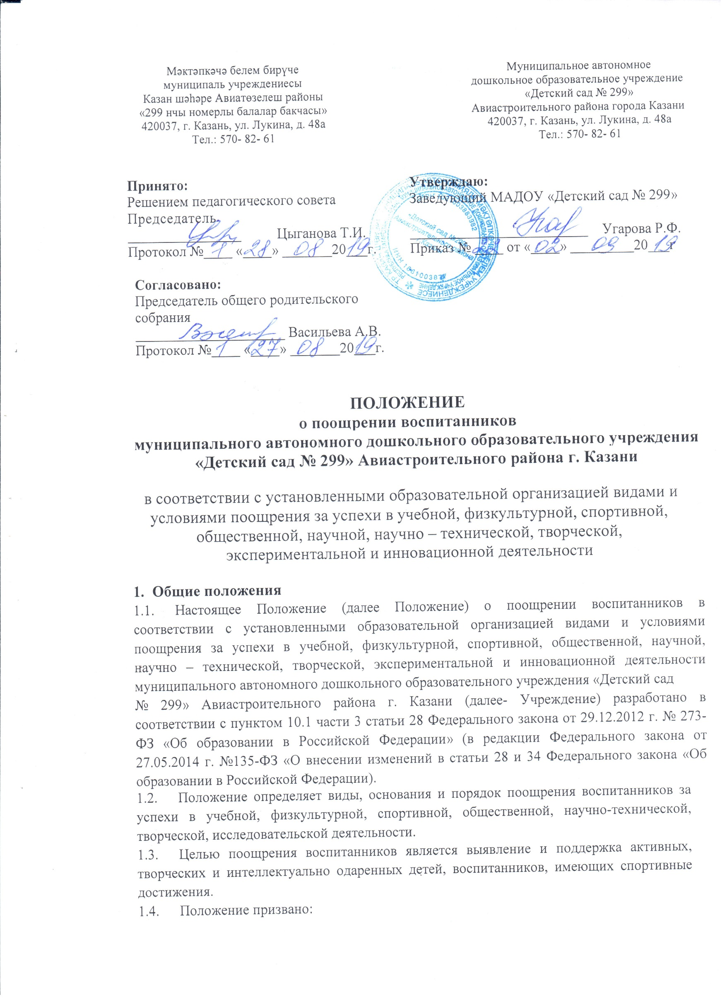 Мәктәпкәчә белем бирүче
муниципаль учреждениесы
Казан шәһәре Авиатөзелеш районы
«299 нчы номерлы балалар бакчасы»
420037, г. Казань, ул. Лукина, д. 48а
Тел.: 570- 82- 61
Муниципальное автономное
дошкольное образовательное учреждение
«Детский сад № 299»
Авиастроительного района города Казани
420037, г. Казань, ул. Лукина, д. 48а
Тел.: 570- 82- 61
Принято:
Решением педагогического совета
Председатель
Цыганова Т.И.
Протокол № 1 «28» 08 2019 г.
Утверждаю:
Заведующий МАДОУ «Детский сад № 299»
Угарова Р.Ф.
Приказ № от «02» 09 2019 г
«Детский сад №299»
Авиастроительного района
г.Казани
Согласовано:
Председатель общего родительского
собрания
Васильева А.В.
Протокол № 1 «27» 08 2019 г.
ПОЛОЖЕНИЕ
о поощрении воспитанников
муниципального автономного дошкольного образовательного учреждения
«Детский сад № 299» Авиастроительного района г. Казани
в соответствии с установленными образовательной организацией видами и
условиями поощрения за успехи в учебной, физкультурной, спортивной,
общественной, научной, научно – технической, творческой,
экспериментальной и инновационной деятельности
1. Общие положения
1.1. Настоящее Положение (далее Положение) о поощрении воспитанников в
соответствии с установленными образовательной организацией видами и условиями
поощрения за успехи в учебной, физкультурной, спортивной, общественной, научной,
научно – технической, творческой, экспериментальной и инновационной деятельности
муниципального автономного дошкольного образовательного учреждения «Детский сад
№ 299» Авиастроительного района г. Казани (далее- Учреждение) разработано в
соответствии с пунктом 10.1 части 3 статьи 28 Федерального закона от 29.12.2012 г. № 273-
ФЗ «Об образовании в Российской Федерации» (в редакции Федерального закона от
27.05.2014 г. №135-ФЗ «О внесении изменений в статьи 28 и 34 Федерального закона «Об
образовании в Российской Федерации).
1.2. Положение определяет виды, основания и порядок поощрения воспитанников за
успехи в учебной, физкультурной, спортивной, общественной, научно-технической,
творческой, исследовательской деятельности.
1.3. Целью поощрения воспитанников является выявление и поддержка активных,
творческих и интеллектуально одаренных детей, воспитанников, имеющих спортивные
достижения.
1.4. Положение призвано: